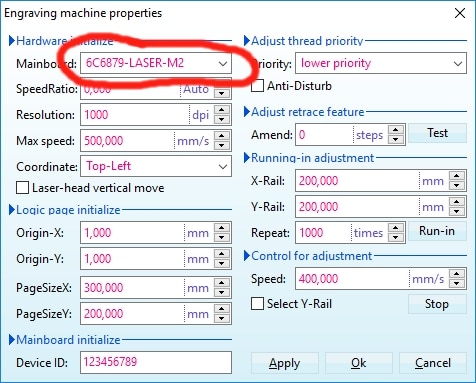 Engraving machine properties
Hardware initialize
Mainboard: 6C6879-LASER-M2
SpeedRatio: 0,000 Auto
Resolution: 1000 dpi
Max speed: 500,000 mm/s
Coordinate: Top-Left
Laser-head vertical move
Logic page initialize
Origin-X: 1,000 mm
Origin-Y: 1,000 mm
PageSizeX: 300,000 mm
PageSizeY: 200,000 mm
Mainboard initialize
Device ID: 123456789
Adjust thread priority
Priority: lower priority
Anti-Disturb
Adjust retrace feature
Amend: 0 steps Test
Running-in adjustment
X-Rail: 200,000 mm
Y-Rail: 200,000 mm
Repeat: 1000 times Run-in
Control for adjustment
Speed: 400,000 mm/s
Select Y-Rail Stop
Apply Ok Cancel